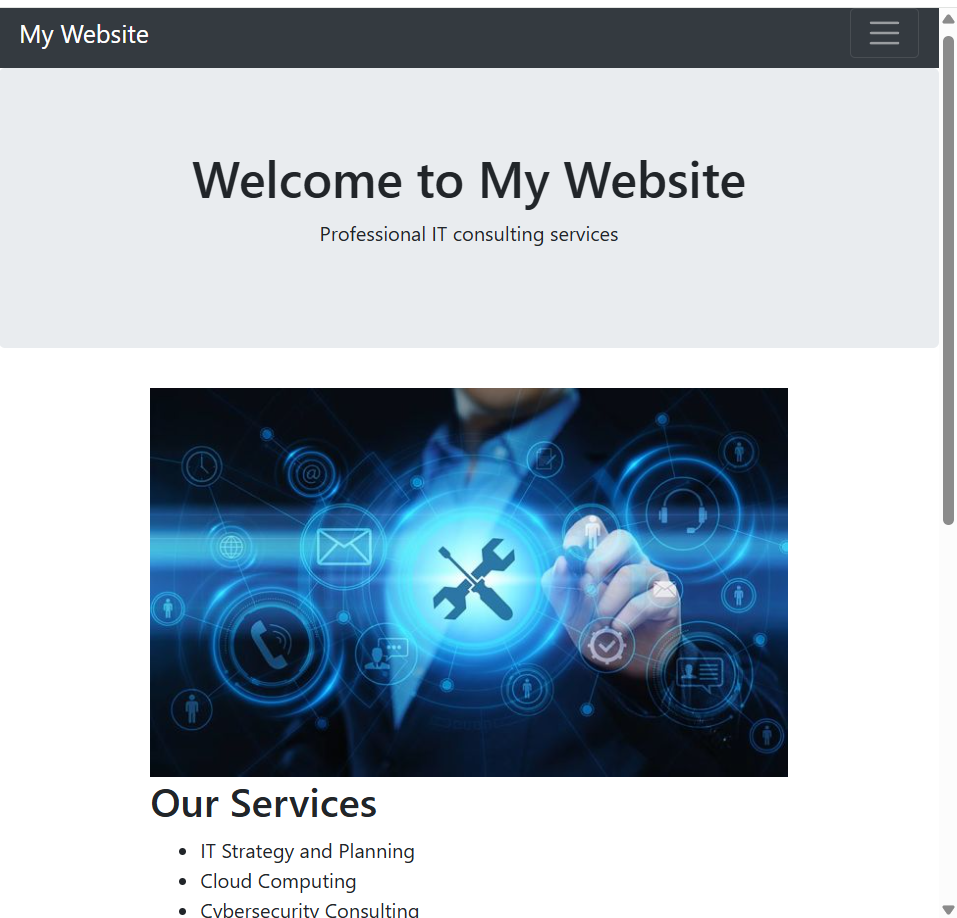 My Website
Welcome to My Website
Professional IT consulting services
@
Our Services
IT Strategy and Planning
Cloud Computing
Cybersecurity Consulting